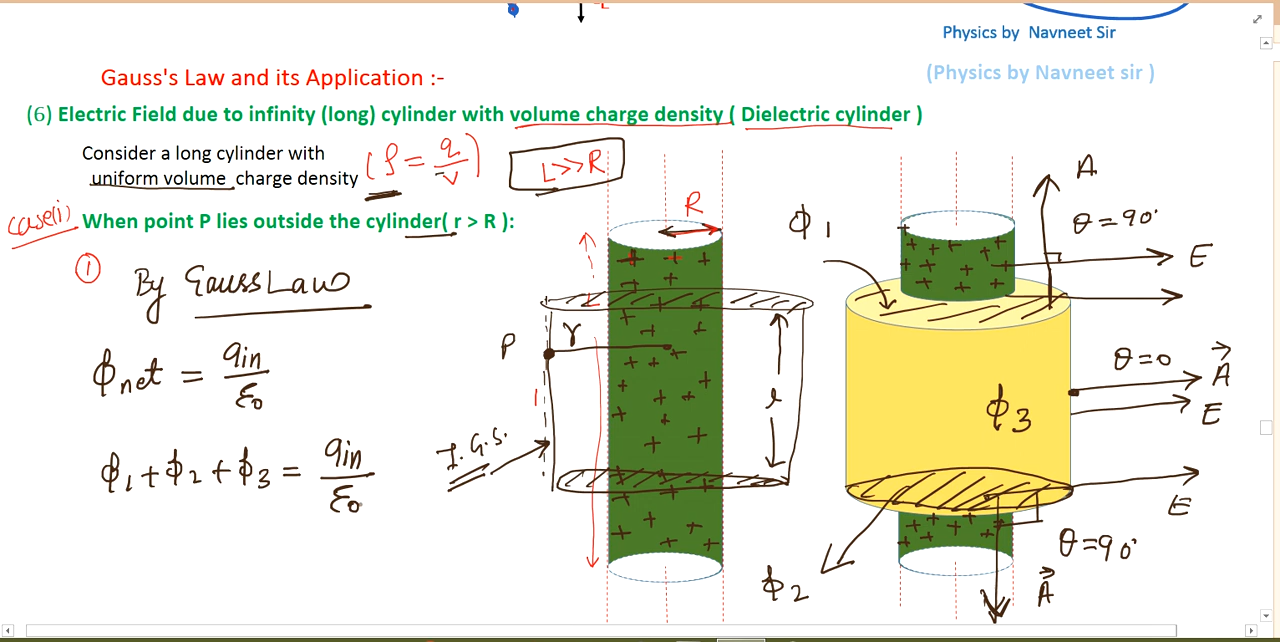 Physics by Navneet Sir
(Physics by Navneet sir )
Gauss's Law and its Application :-
(6) Electric Field due to infinity (long) cylinder with volume charge density ( Dielectric cylinder )
Consider a long cylinder with
uniform volume charge density
(ρ = q/V)
L>>R
case(i)
When point P lies outside the cylinder( r > R ):
①
By Gauss Law
ϕnet = qin/ε₀
ϕ₁+ϕ₂+ϕ₃ = qin/ε₀
R
P
r
l
I.G.S.
ϕ₁
A
θ=90°
E
θ=0
A⃗
E
ϕ₃
E
θ=90°
ϕ₂
A⃗